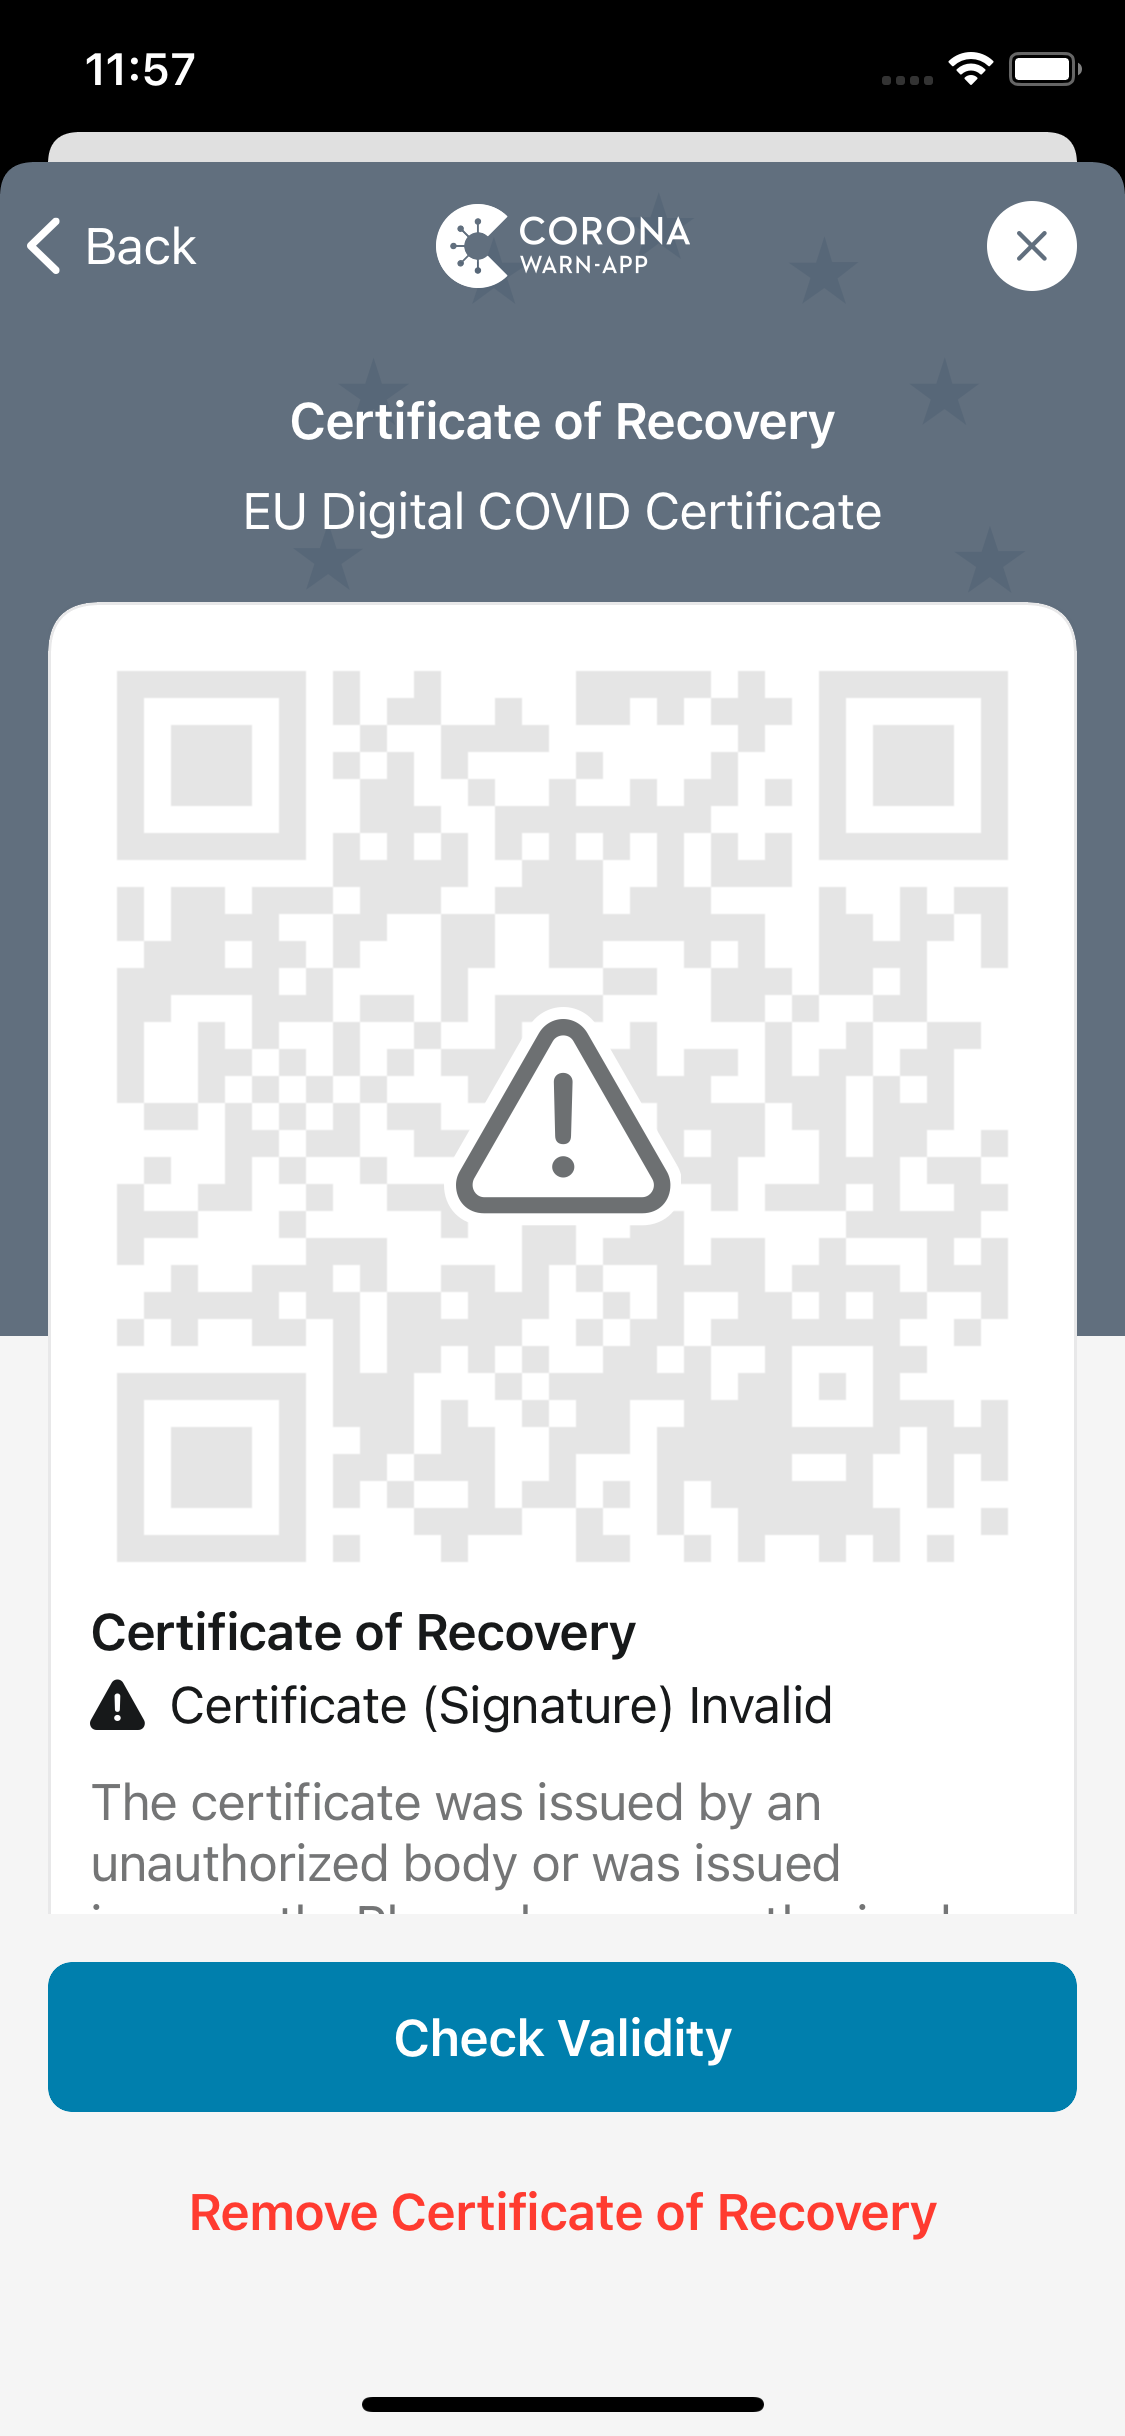 11:57
Back
CORONA
WARN-APP
Certificate of Recovery
EU Digital COVID Certificate
Certificate of Recovery
Certificate (Signature) Invalid
The certificate was issued by an
unauthorized body or was issued
Check Validity
Remove Certificate of Recovery